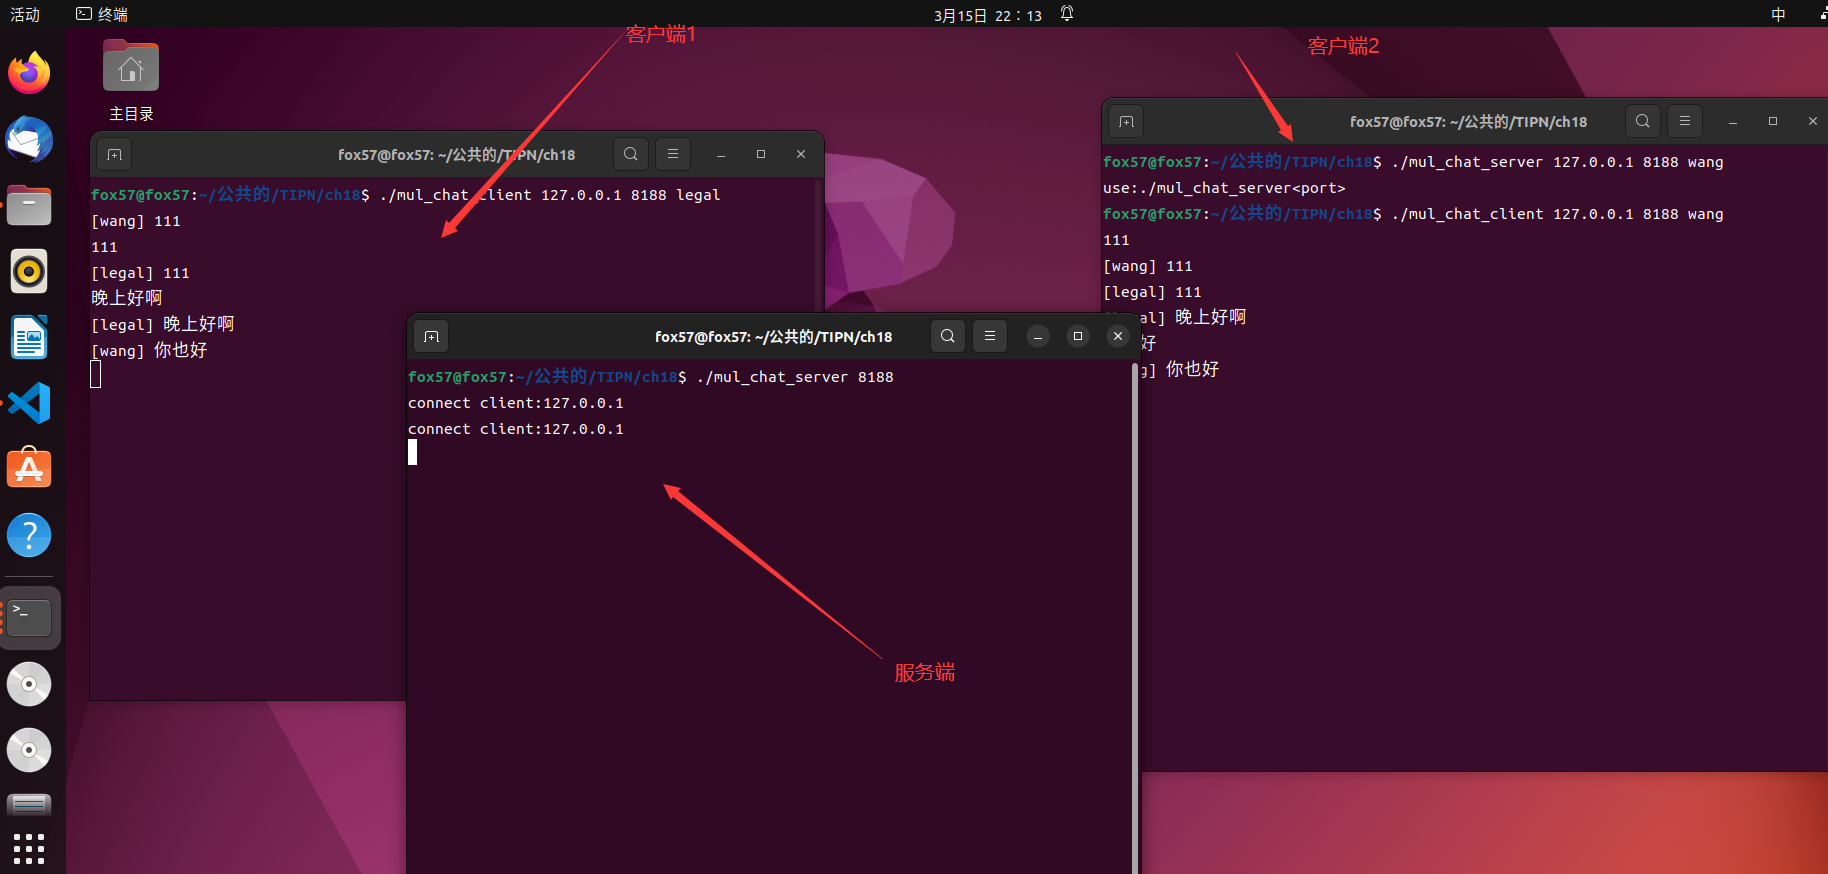 活动
终端
3月15日 22：13
中
主目录
客户端1
客户端2
fox57@fox57: ~/公共的/TIPN/ch18
fox57@fox57:~/公共的/TIPN/ch18$ ./mul_chat_client 127.0.0.1 8188 legal
[wang] 111
111
[legal] 111
晚上好啊
[legal] 晚上好啊
[wang] 你也好
fox57@fox57: ~/公共的/TIPN/ch18
fox57@fox57:~/公共的/TIPN/ch18$ ./mul_chat_server 127.0.0.1 8188 wang
use:./mul_chat_server<port>
fox57@fox57:~/公共的/TIPN/ch18$ ./mul_chat_client 127.0.0.1 8188 wang
111
[wang] 111
[legal] 111
al] 晚上好啊
好
] 你也好
fox57@fox57: ~/公共的/TIPN/ch18
fox57@fox57:~/公共的/TIPN/ch18$ ./mul_chat_server 8188
connect client:127.0.0.1
connect client:127.0.0.1
服务端